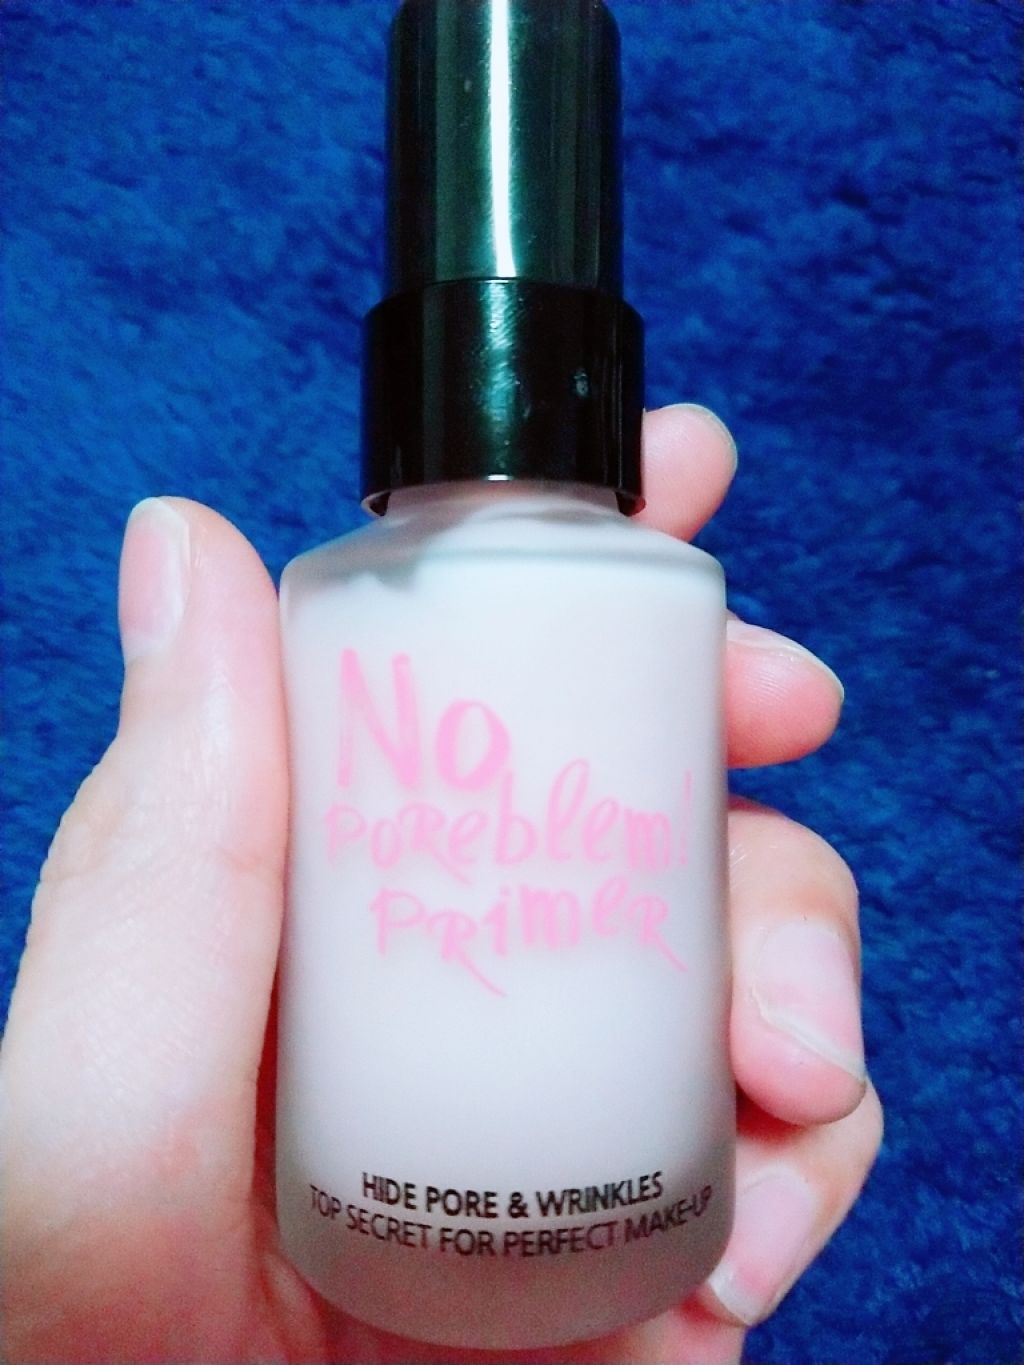 No
POReblem!
PRimeR
HIDE PORE & WRINKLES
TOP SECRET FOR PERFECT MAKE-UP